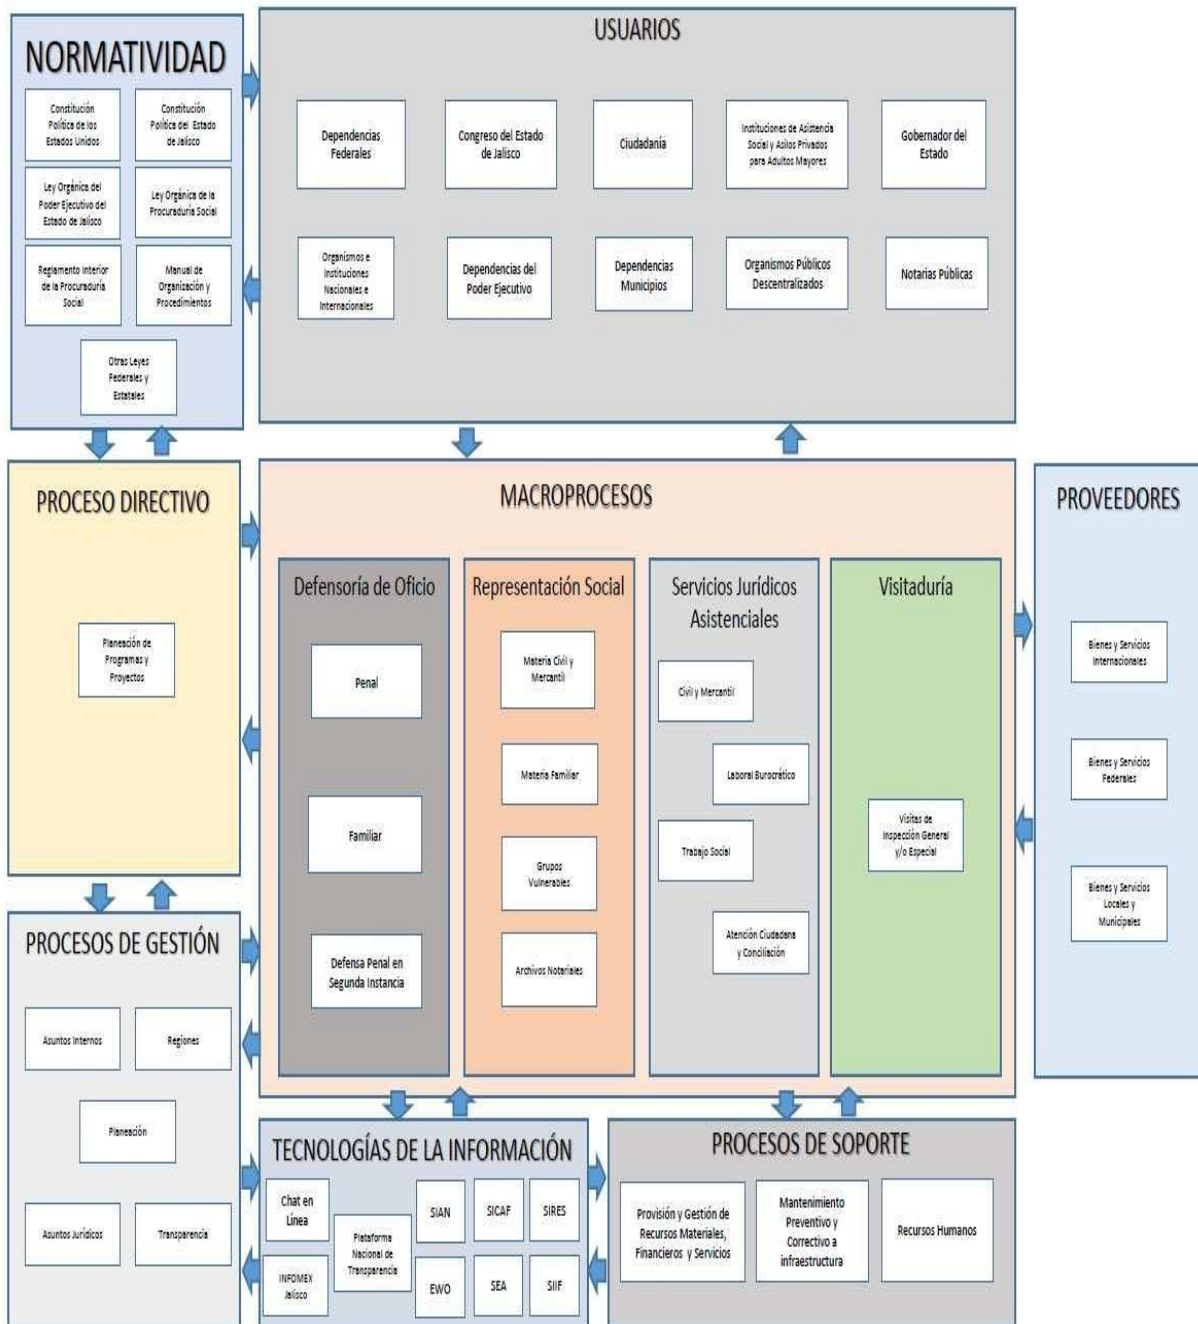 NORMATIVIDAD
Constitución
Política de los
Estados Unidos
Constitución
Política del Estado
de Jalisco
Ley Orgánica del
Poder Ejecutivo del
Estado de Jalisco
Ley Orgánica de la
Procuraduría Social
Reglamento Interior
de la Procuraduría
Social
Manual de
Organización y
Procedimientos
Otras Leyes
Federales y
Estatales
USUARIOS
Dependencias
Federales
Congreso del Estado
de Jalisco
Ciudadanía
Instituciones de Asistencia
Social y Asilos Privados
para Adultos Mayores
Gobernador del
Estado
Organismos e
Instituciones
Nacionales e
Internacionales
Dependencias del
Poder Ejecutivo
Dependencias
Municipios
Organismos Públicos
Descentralizados
Notarias Públicas
PROCESO DIRECTIVO
Planeación de
Programas y
Proyectos
MACROPROCESOS
Defensoría de Oficio
Penal
Familiar
Defensa Penal en
Segunda Instancia
Representación Social
Materia Civil y
Mercantil
Materia Familiar
Grupos
Vulnerables
Archivos Notariales
Servicios Jurídicos
Asistenciales
Civil y Mercantil
Laboral Burocrático
Trabajo Social
Atención Ciudadana
y Conciliación
Visitaduría
Visitas de
Inspección General
y/o Especial
PROVEEDORES
Bienes y Servicios
Internacionales
Bienes y Servicios
Federales
Bienes y Servicios
Locales y
Municipales
PROCESOS DE GESTIÓN
Asuntos Internos
Regiones
Planeación
Asuntos Jurídicos
Transparencia
TECNOLOGÍAS DE LA INFORMACIÓN
Chat en
Línea
INFOMEX
Jalisco
Plataforma
Nacional de
Transparencia
SIAN
SICAF
SIRES
EWO
SEA
SIIF
PROCESOS DE SOPORTE
Provisión y Gestión de
Recursos Materiales,
Financieros y Servicios
Mantenimiento
Preventivo y
Correctivo a
infraestructura
Recursos Humanos